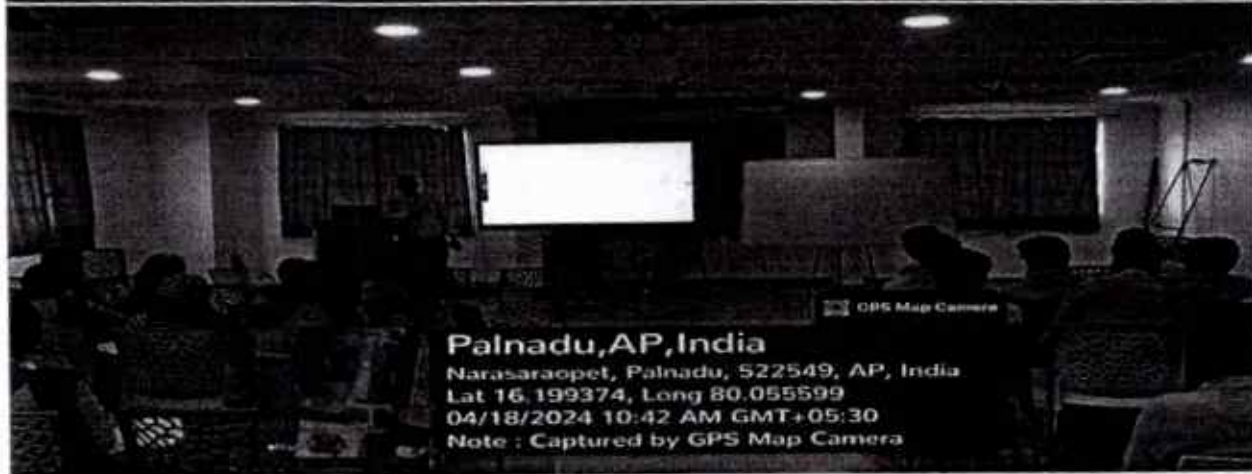 GPS Map Camera
Palnadu,AP,India
Narasaraopet, Palnadu, 522549, AP, India
Lat 16.199374, Long 80.055599
04/18/2024 10:42 AM GMT+05:30
Note : Captured by GPS Map Camera